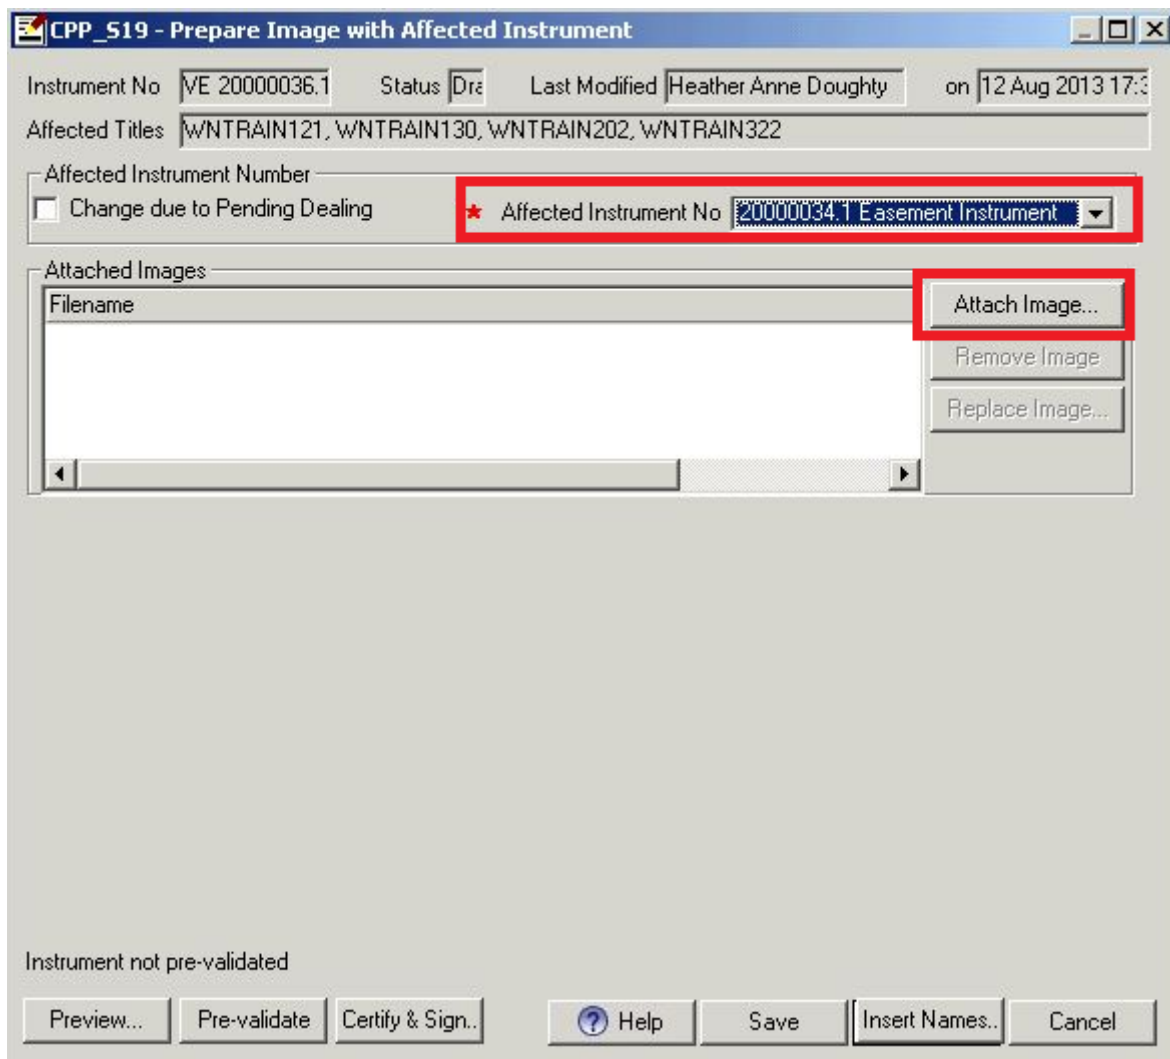 CPP_S19 - Prepare Image with Affected Instrument
Instrument No VE 20000036.1 Status Dra Last Modified Heather Anne Doughty on 12 Aug 2013 17:3
Affected Titles WNTRAIN121, WNTRAIN130, WNTRAIN202, WNTRAIN322
Affected Instrument Number
Change due to Pending Dealing * Affected Instrument No 20000034.1 Easement Instrument
Attached Images
Filename
Attach Image...
Remove Image
Replace Image...
Instrument not pre-validated
Preview... Pre-validate Certify & Sign.. ? Help Save Insert Names.. Cancel